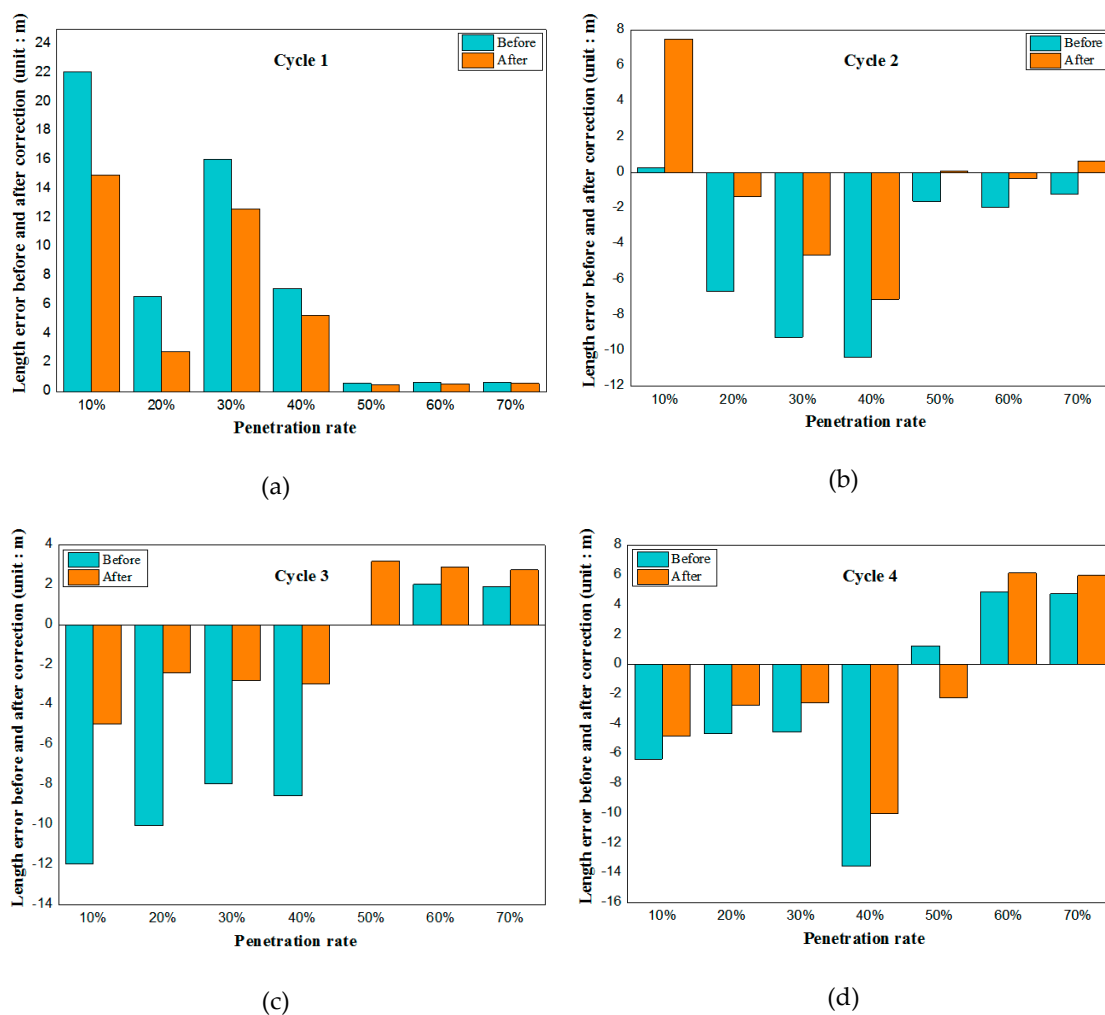 Length error before and after correction (unit : m)
24
22
20
18
16
14
12
10
8
6
4
2
0
Cycle 1
Before
After
10% 20% 30% 40% 50% 60% 70%
Penetration rate
(a)
Length error before and after correction (unit : m)
8
6
4
2
0
-2
-4
-6
-8
-10
-12
Cycle 2
Before
After
10% 20% 30% 40% 50% 60% 70%
Penetration rate
(b)
Length error before and after correction (unit : m)
4
2
0
-2
-4
-6
-8
-10
-12
-14
Before
After
Cycle 3
10% 20% 30% 40% 50% 60% 70%
Penetration rate
(c)
Length error before and after correction (unit : m)
8
6
4
2
0
-2
-4
-6
-8
-10
-12
-14
-16
Before
After
Cycle 4
10% 20% 30% 40% 50% 60% 70%
Penetration rate
(d)